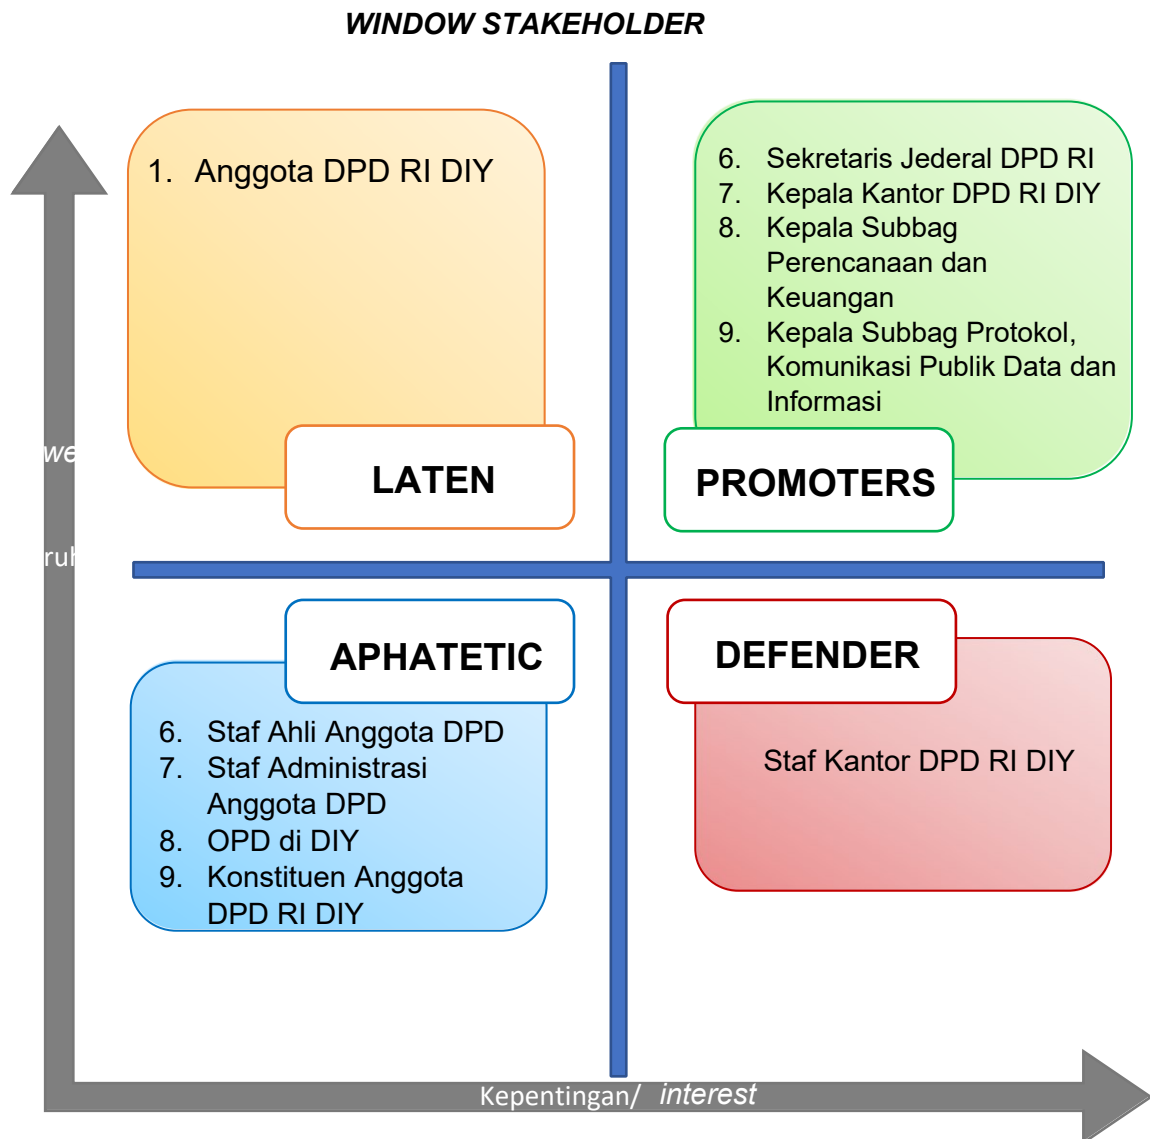 WINDOW STAKEHOLDER
1. Anggota DPD RI DIY
LATEN
6. Sekretaris Jederal DPD RI
7. Kepala Kantor DPD RI DIY
8. Kepala Subbag
Perencanaan dan
Keuangan
9. Kepala Subbag Protokol,
Komunikasi Publik Data dan
Informasi
PROMOTERS
APHATETIC
6. Staf Ahli Anggota DPD
7. Staf Administrasi
Anggota DPD
8. OPD di DIY
9. Konstituen Anggota
DPD RI DIY
DEFENDER
Staf Kantor DPD RI DIY
Kepentingan/ interest